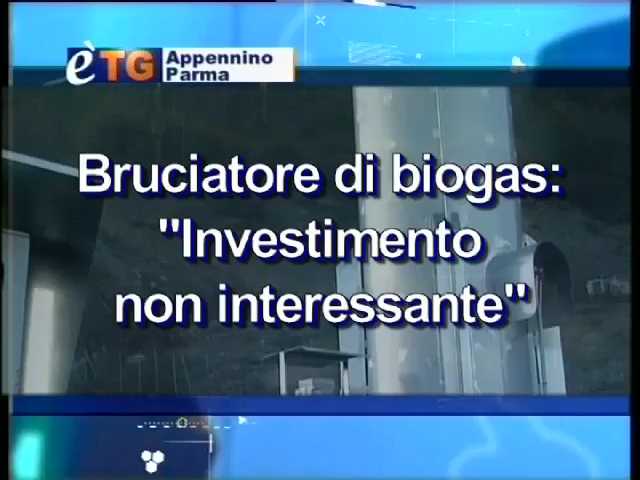 èTG
Appennino
Parma
Bruciatore di biogas:
"Investimento
non interessante"